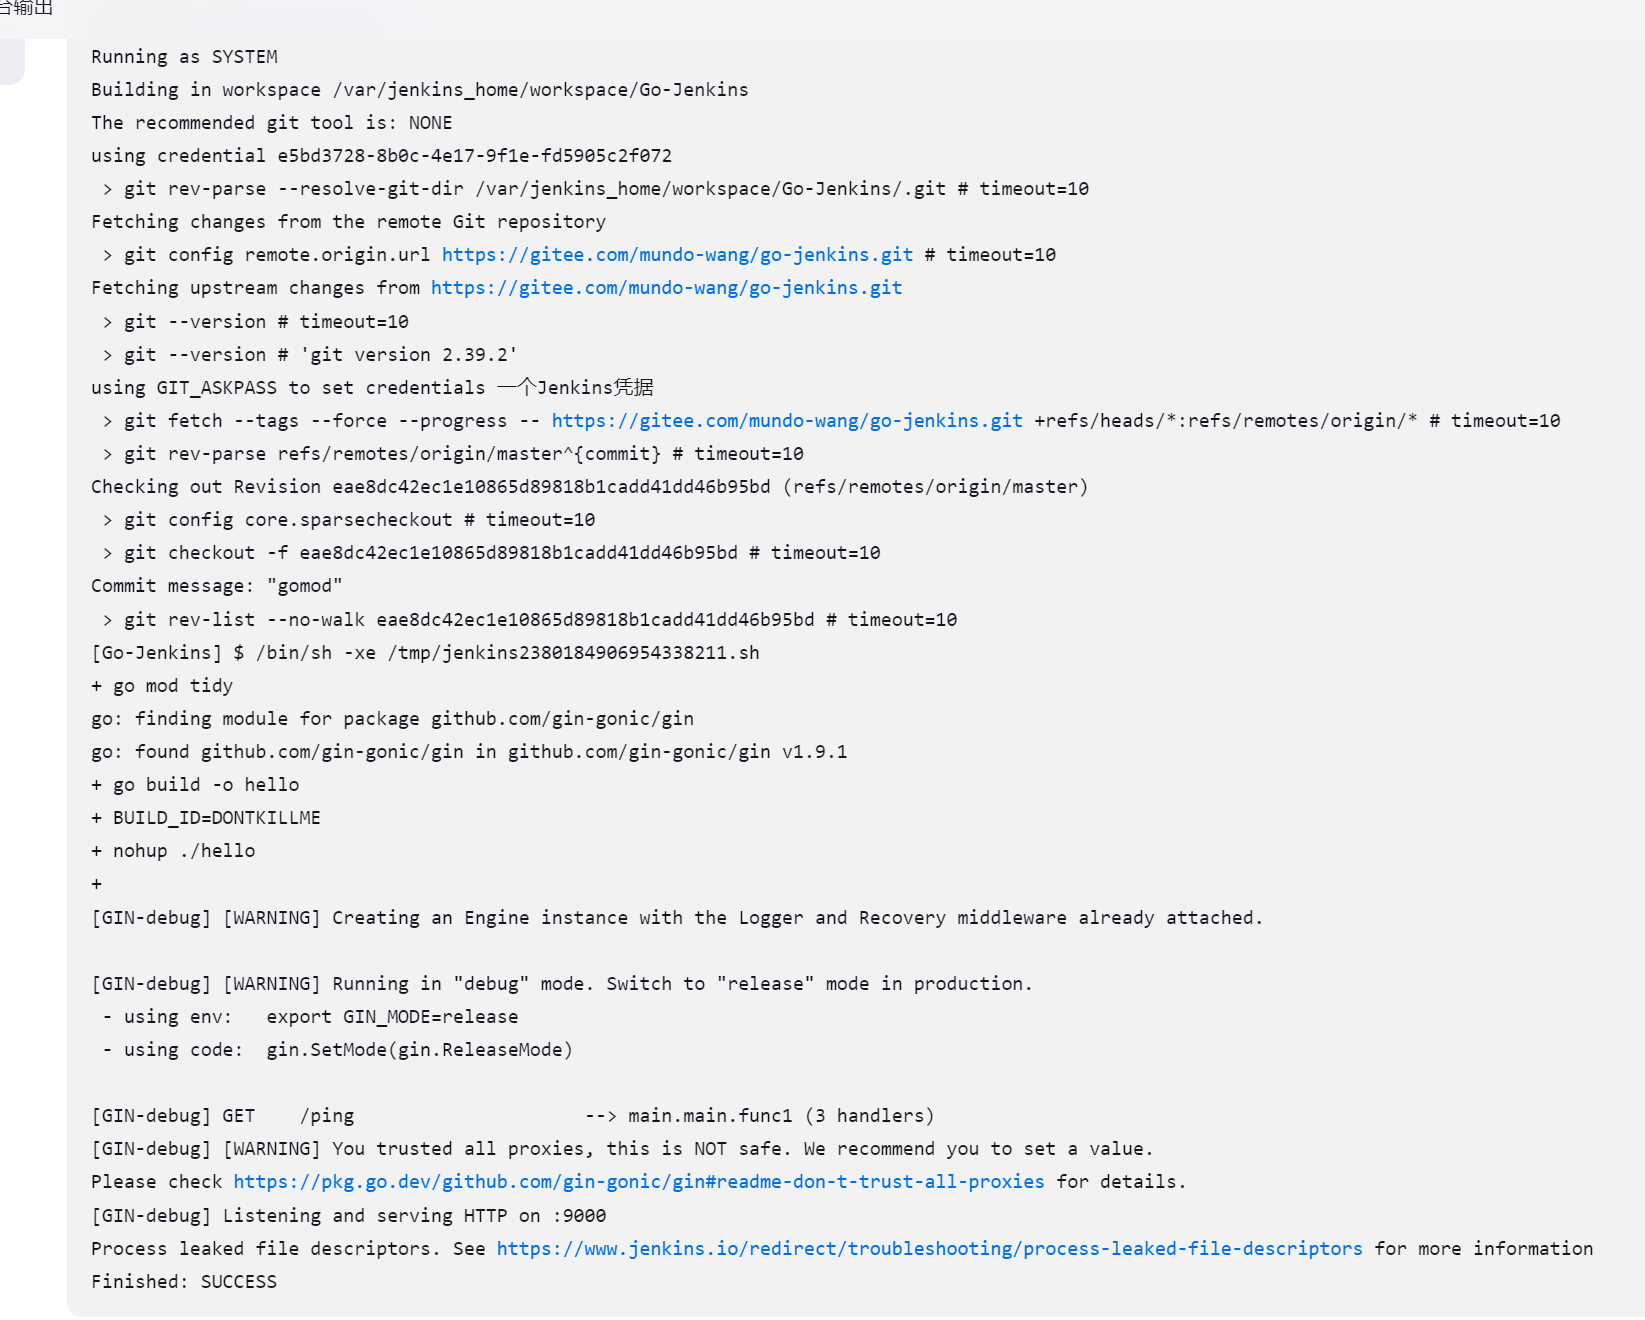 台输出
Running as SYSTEM
Building in workspace /var/jenkins_home/workspace/Go-Jenkins
The recommended git tool is: NONE
using credential e5bd3728-8b0c-4e17-9f1e-fd5905c2f072
 > git rev-parse --resolve-git-dir /var/jenkins_home/workspace/Go-Jenkins/.git # timeout=10
Fetching changes from the remote Git repository
 > git config remote.origin.url https://gitee.com/mundo-wang/go-jenkins.git # timeout=10
Fetching upstream changes from https://gitee.com/mundo-wang/go-jenkins.git
 > git --version # timeout=10
 > git --version # 'git version 2.39.2'
using GIT_ASKPASS to set credentials 一个Jenkins凭据
 > git fetch --tags --force --progress -- https://gitee.com/mundo-wang/go-jenkins.git +refs/heads/*:refs/remotes/origin/* # timeout=10
 > git rev-parse refs/remotes/origin/master^{commit} # timeout=10
Checking out Revision eae8dc42ec1e10865d89818b1cadd41dd46b95bd (refs/remotes/origin/master)
 > git config core.sparsecheckout # timeout=10
 > git checkout -f eae8dc42ec1e10865d89818b1cadd41dd46b95bd # timeout=10
Commit message: "gomod"
 > git rev-list --no-walk eae8dc42ec1e10865d89818b1cadd41dd46b95bd # timeout=10
[Go-Jenkins] $ /bin/sh -xe /tmp/jenkins2380184906954338211.sh
+ go mod tidy
go: finding module for package github.com/gin-gonic/gin
go: found github.com/gin-gonic/gin in github.com/gin-gonic/gin v1.9.1
+ go build -o hello
+ BUILD_ID=DONTKILLME
+ nohup ./hello
+
[GIN-debug] [WARNING] Creating an Engine instance with the Logger and Recovery middleware already attached.
[GIN-debug] [WARNING] Running in "debug" mode. Switch to "release" mode in production.
 - using env:   export GIN_MODE=release
 - using code:  gin.SetMode(gin.ReleaseMode)
[GIN-debug] GET    /ping                     --> main.main.func1 (3 handlers)
[GIN-debug] [WARNING] You trusted all proxies, this is NOT safe. We recommend you to set a value.
Please check https://pkg.go.dev/github.com/gin-gonic/gin#readme-don-t-trust-all-proxies for details.
[GIN-debug] Listening and serving HTTP on :9000
Process leaked file descriptors. See https://www.jenkins.io/redirect/troubleshooting/process-leaked-file-descriptors for more information
Finished: SUCCESS